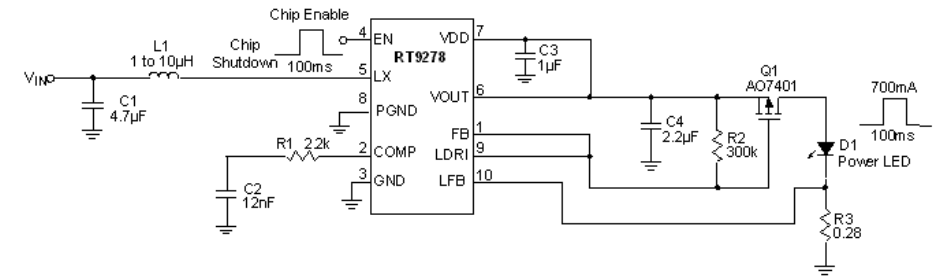 Chip Enable
Chip Shutdown
100ms
L1
1 to 10µH
VIN
C1
4.7µF
R1 2.2k
C2
12nF
4
EN
5
LX
8
PGND
2
COMP
3
GND
RT9278
VDD
7
VOUT
6
FB
1
LDRI
9
LFB
10
C3
1µF
C4
2.2µF
R2
300k
Q1
AO7401
700mA
100ms
D1
Power LED
R3
0.28